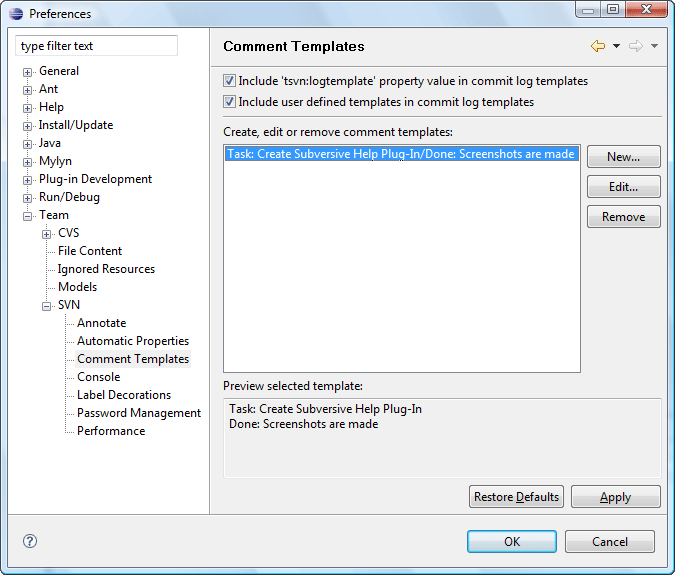 Preferences
type filter text
General
Ant
Help
Install/Update
Java
Mylyn
Plug-in Development
Run/Debug
Team
CVS
File Content
Ignored Resources
Models
SVN
Annotate
Automatic Properties
Comment Templates
Console
Label Decorations
Password Management
Performance
Comment Templates
Include 'tsvn:logtemplate' property value in commit log templates
Include user defined templates in commit log templates
Create, edit or remove comment templates:
Task: Create Subversive Help Plug-In/Done: Screenshots are made
New...
Edit...
Remove
Preview selected template:
Task: Create Subversive Help Plug-In
Done: Screenshots are made
Restore Defaults
Apply
?
OK
Cancel